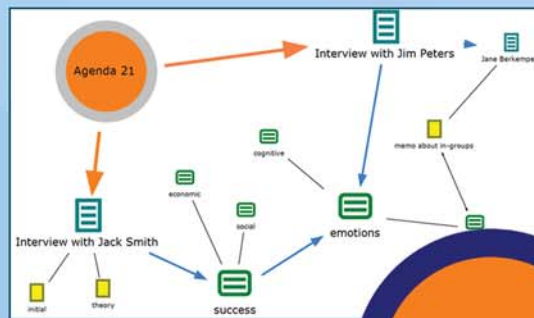 Agenda 21
Interview with Jim Peters
Jane Berkempe
cognitive
memo about in-groups
economic
social
emotions
Interview with Jack Smith
initial
theory
success